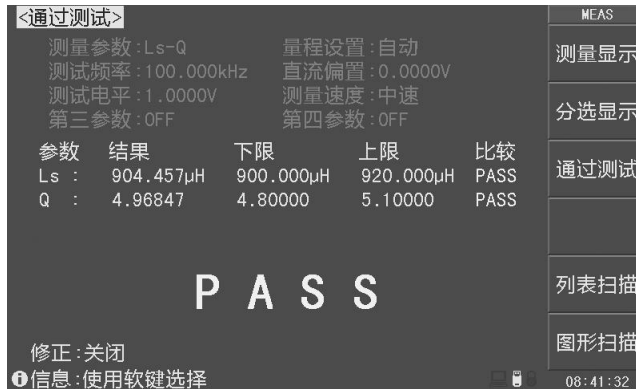 <通过测试>
MEAS
测量参数:Ls-Q 量程设置:自动
测试频率:100.000kHz 直流偏置:0.0000V
测试电平:1.0000V 测量速度:中速
第三参数:OFF 第四参数:OFF
参数 结果 下限 上限 比较
Ls : 904.457μH 900.000μH 920.000μH PASS
Q : 4.96847 4.80000 5.10000 PASS
PASS
修正:关闭
信息:使用软键选择
测量显示
分选显示
通过测试
列表扫描
图形扫描
08:41:32